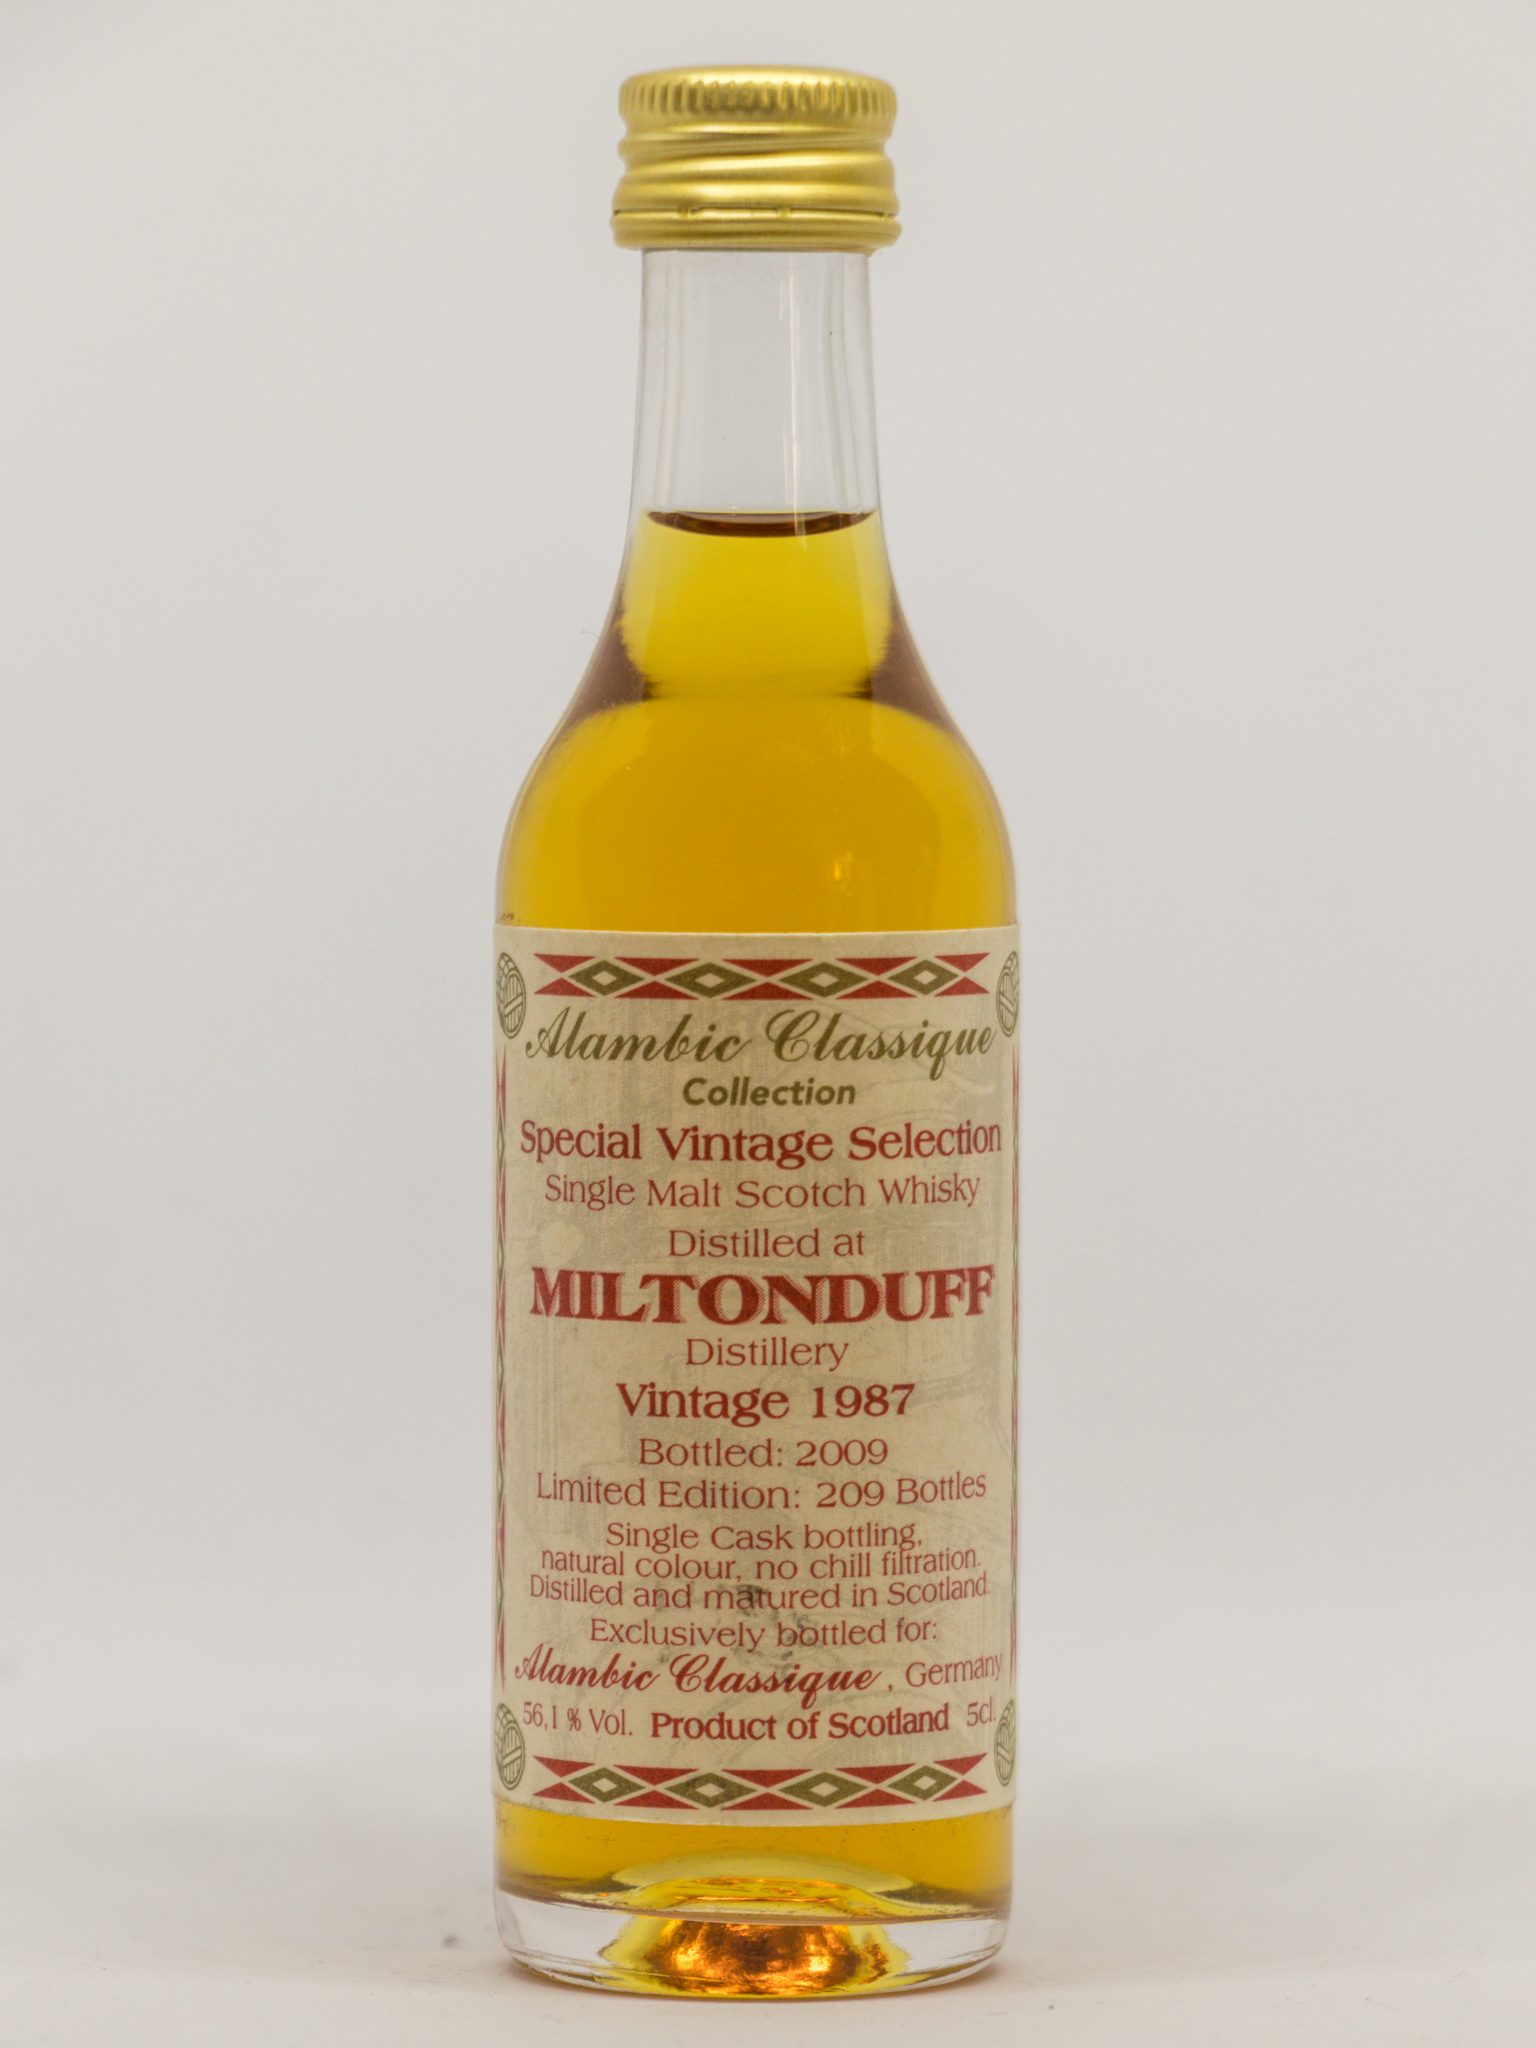 Alambic Classique
Collection
Special Vintage Selection
Single Malt Scotch Whisky
Distilled at
MILTONDUFF
Distillery
Vintage 1987
Bottled: 2009
Limited Edition: 209 Bottles
Single Cask bottling,
natural colour, no chill filtration.
Distilled and matured in Scotland.
Exclusively bottled for:
Alambic Classique , Germany
56,1 % Vol. Product of Scotland 5cl.